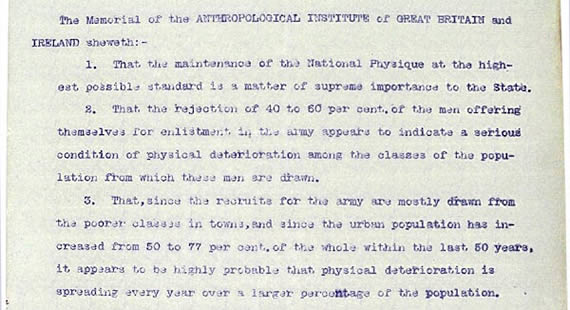 The Memorial of the ANTHROPOLOGICAL INSTITUTE of GREAT BRITAIN and
IRELAND sheweth:-
1. That the maintenance of the National Physique at the high-
est possible standard is a matter of supreme importance to the State.
2. That the rejection of 40 to 60 per cent. of the men offering
themselves for enlistment in the army appears to indicate a serious
condition of physical deterioration among the classes of the popu-
lation from which these men are drawn.
3. That, since the recruits for the army are mostly drawn from
the poorer classes in towns, and since the urban population has in-
creased from 50 to 77 per cent. of the whole within the last 50 years,
it appears to be highly probable that physical deterioration is
spreading every year over a larger percentage of the population.